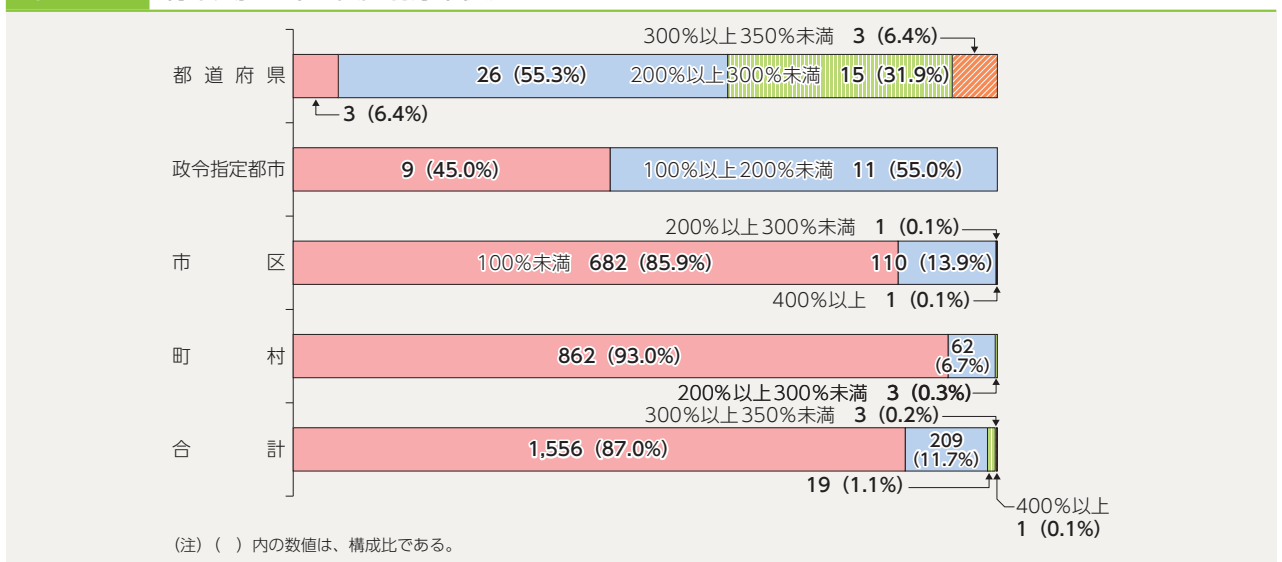 300％以上350％未満 3 (6.4%)
都道府県
26 (55.3%)
200％以上300％未満 15 (31.9%)
3 (6.4%)
政令指定都市
9 (45.0%)
100％以上200％未満 11 (55.0%)
200％以上300％未満 1 (0.1%)
市区
100％未満 682 (85.9%)
110 (13.9%)
400％以上 1 (0.1%)
町村
862 (93.0%)
62
(6.7%)
200％以上300％未満 3 (0.3%)
300％以上350％未満 3 (0.2%)
合計
1,556 (87.0%)
209
(11.7%)
19 (1.1%)
400％以上
1 (0.1%)
(注) (　) 内の数値は、構成比である。